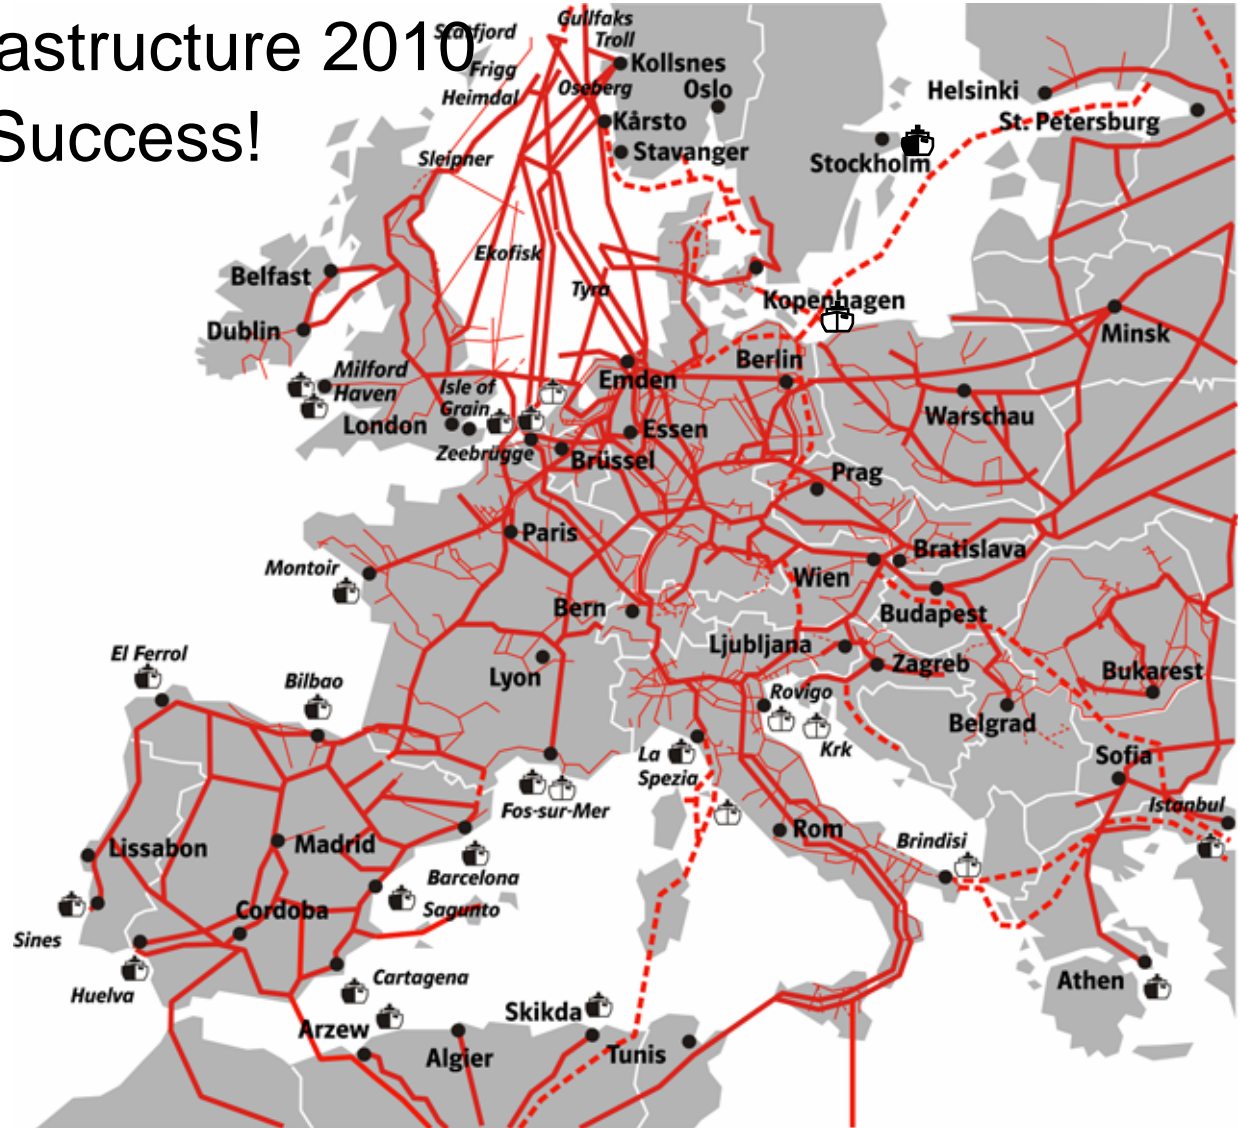 astructure 2010
Success!
Statfjord
Gullfaks
Troll
Frigg
Kollsnes
Heimdal
Oseberg
Oslo
Helsinki
Kårsto
St. Petersburg
Sleipner
Stavanger
Stockholm
Ekofisk
Belfast
Tyra
Kopenhagen
Dublin
Minsk
Milford
Haven
Isle of
Grain
Emden
Berlin
Warschau
London
Essen
Zeebrügge
Brüssel
Prag
Paris
Bratislava
Montoir
Wien
Bern
Budapest
Ljubljana
El Ferrol
Zagreb
Bilbao
Lyon
Bukarest
Rovigo
Belgrad
Krk
La
Spezia
Sofia
Fos-sur-Mer
Istanbul
Lissabon
Madrid
Rom
Brindisi
Barcelona
Cordoba
Sagunto
Sines
Cartagena
Athen
Huelva
Skikda
Arzew
Algier
Tunis